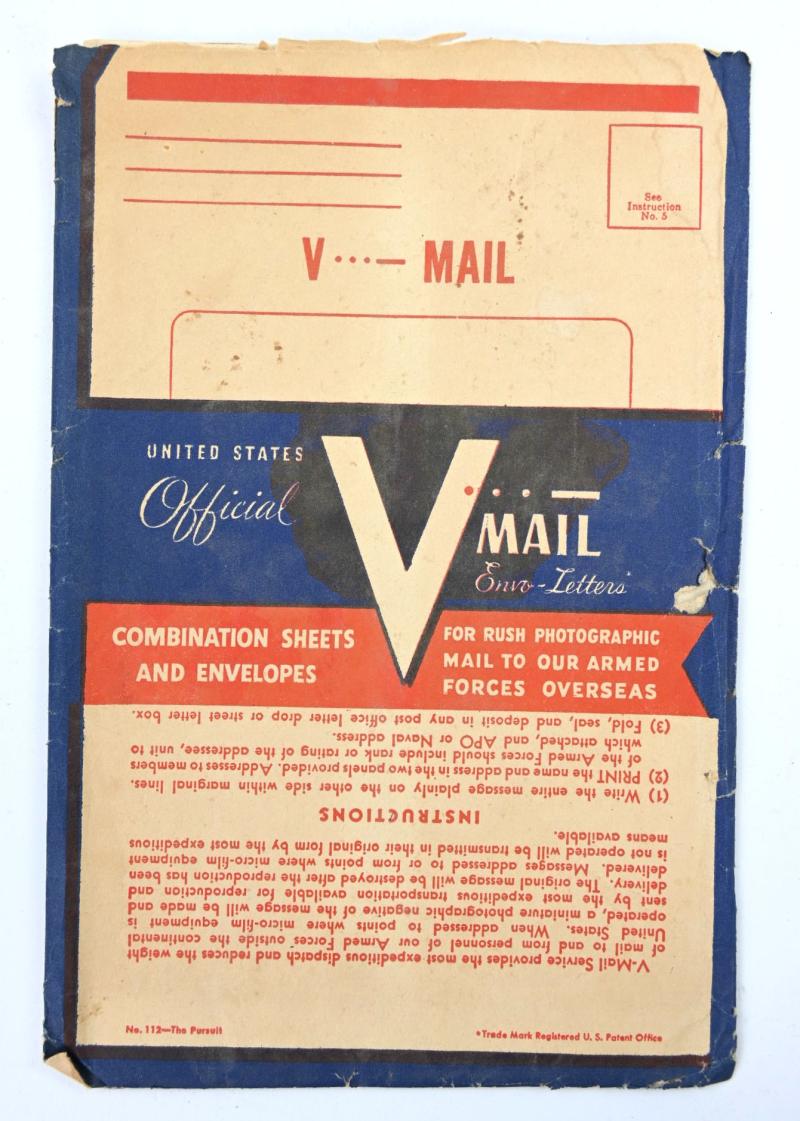 See
Instruction
No. 5
V ···— MAIL
UNITED STATES
Official
V···—
MAIL
Envo-Letters
COMBINATION SHEETS
AND ENVELOPES
FOR RUSH PHOTOGRAPHIC
MAIL TO OUR ARMED
FORCES OVERSEAS
V-Mail Service provides the most expeditious dispatch and reduces the weight
of mail to and from personnel of our Armed Forces outside the continental
United States. When addressed to points where micro-film equipment is
operated, a miniature photographic negative of the message will be made and
sent by the most expeditious transportation available for reproduction and
delivery. The original message will be destroyed after the reproduction has been
delivered. Messages addressed to or from points where micro-film equipment
is not operated will be transmitted in their original form by the most expeditious
means available.
INSTRUCTIONS
(1) Write the entire message plainly on the other side within marginal lines.
(2) PRINT the name and address in the two panels provided. Addresses to members
of the Armed Forces should include rank or rating of the addressee, unit to
which attached, and APO or Naval address.
(3) Fold, seal, and deposit in any post office letter drop or street letter box.
No. 112—The Pursuit
*Trade Mark Registered U. S. Patent Office